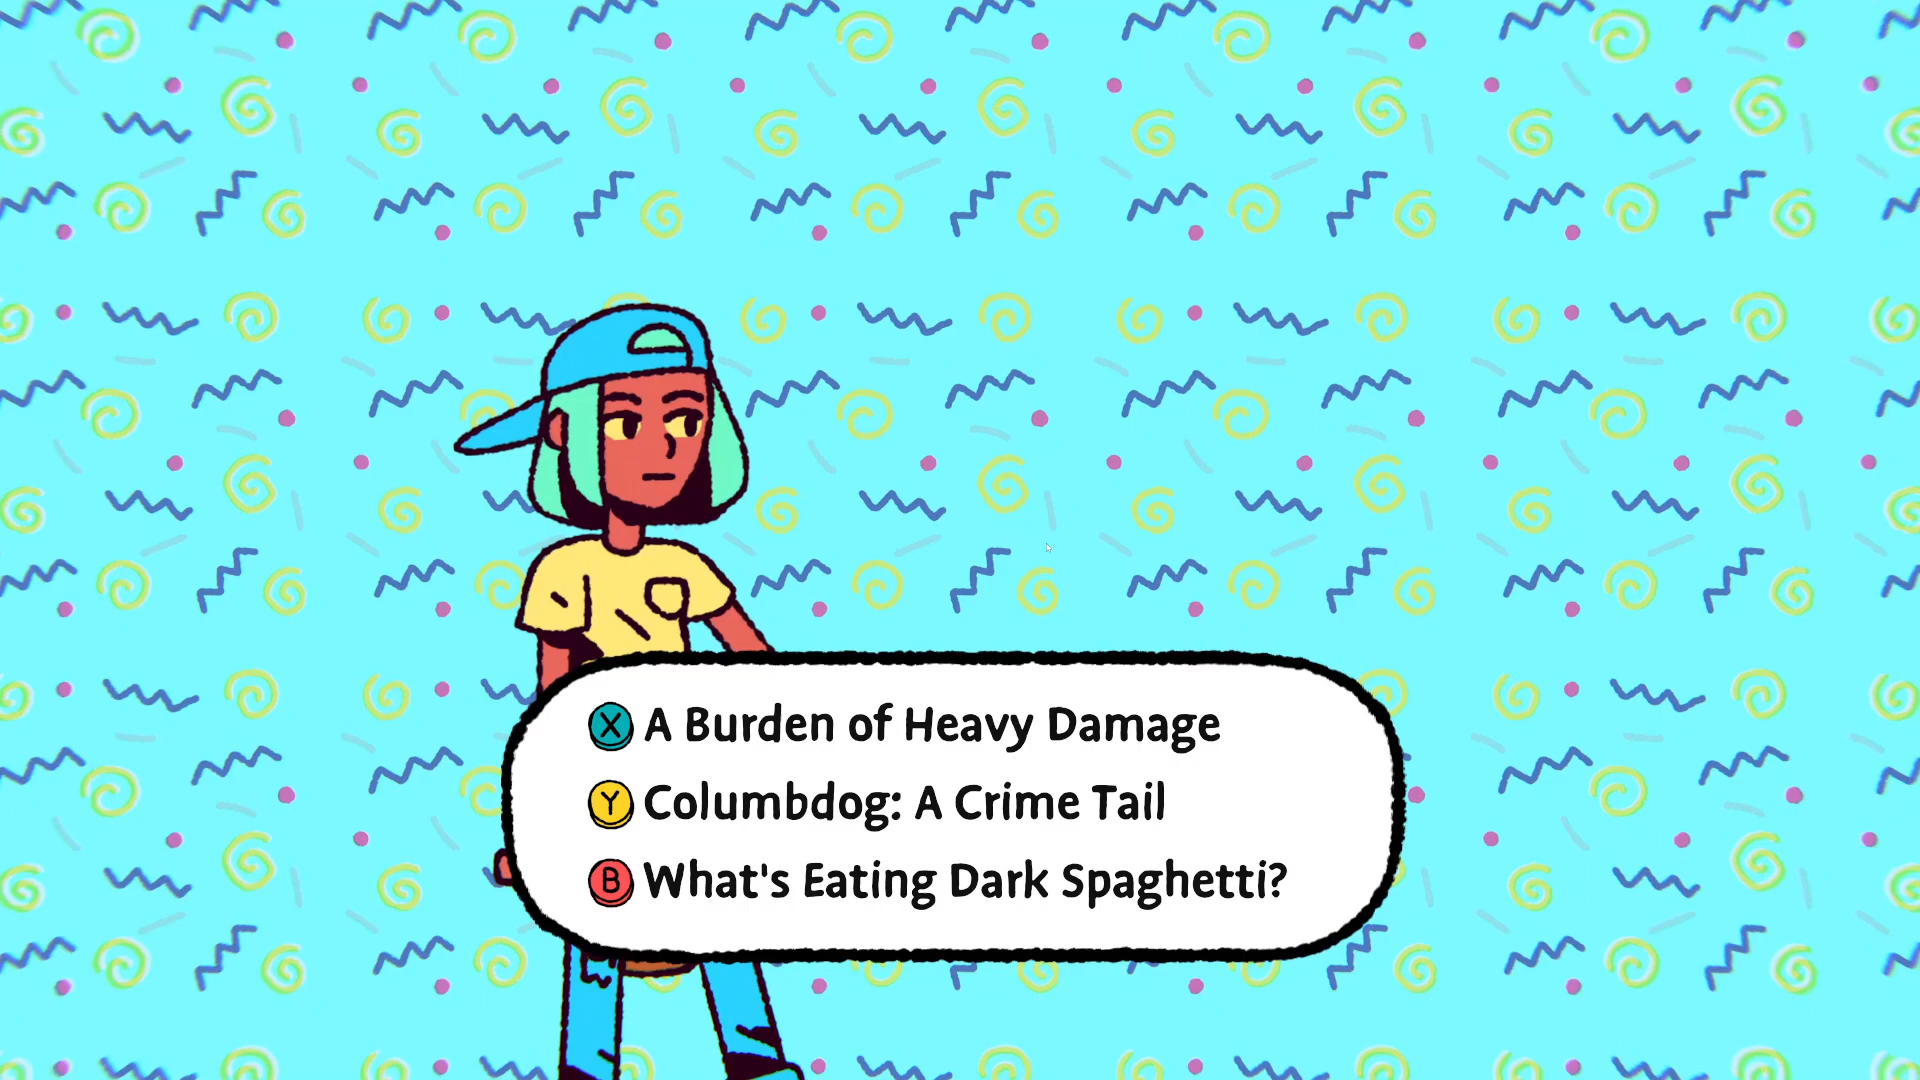 X A Burden of Heavy Damage
Y Columbdog: A Crime Tail
B What's Eating Dark Spaghetti?